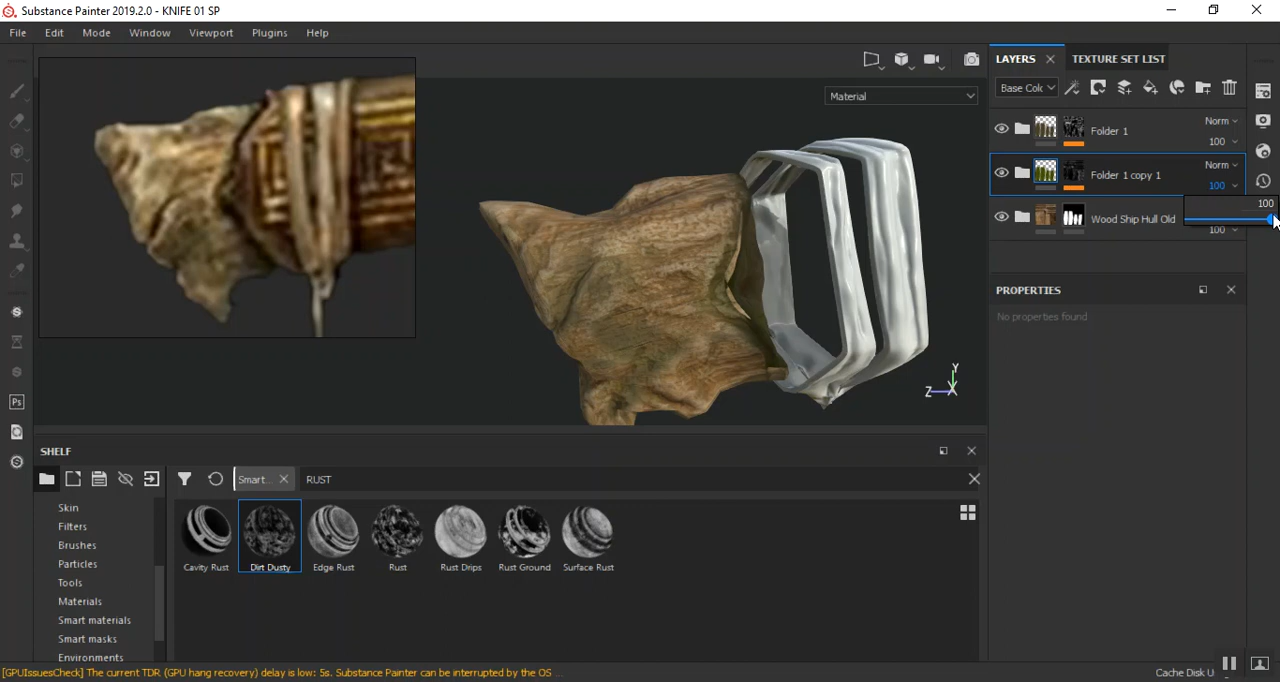 Substance Painter 2019.2.0 - KNIFE 01 SP
File Edit Mode Window Viewport Plugins Help
LAYERS TEXTURE SET LIST
Base Col
Material
Folder 1 Norm 100
Folder 1 copy 1 Norm 100
100
Wood Ship Hull Old 100
PROPERTIES
No properties found
Y
Z X
Ps
SHELF
Smart... RUST
Skin
Filters
Brushes
Particles
Tools
Materials
Smart materials
Smart masks
Environments
Cavity Rust Dirt Dusty Edge Rust Rust Rust Drips Rust Ground Surface Rust
[GPUIssuesCheck] The current TDR (GPU hang recovery) delay is low: 5s. Substance Painter can be interrupted by the OS ...
Cache Disk U